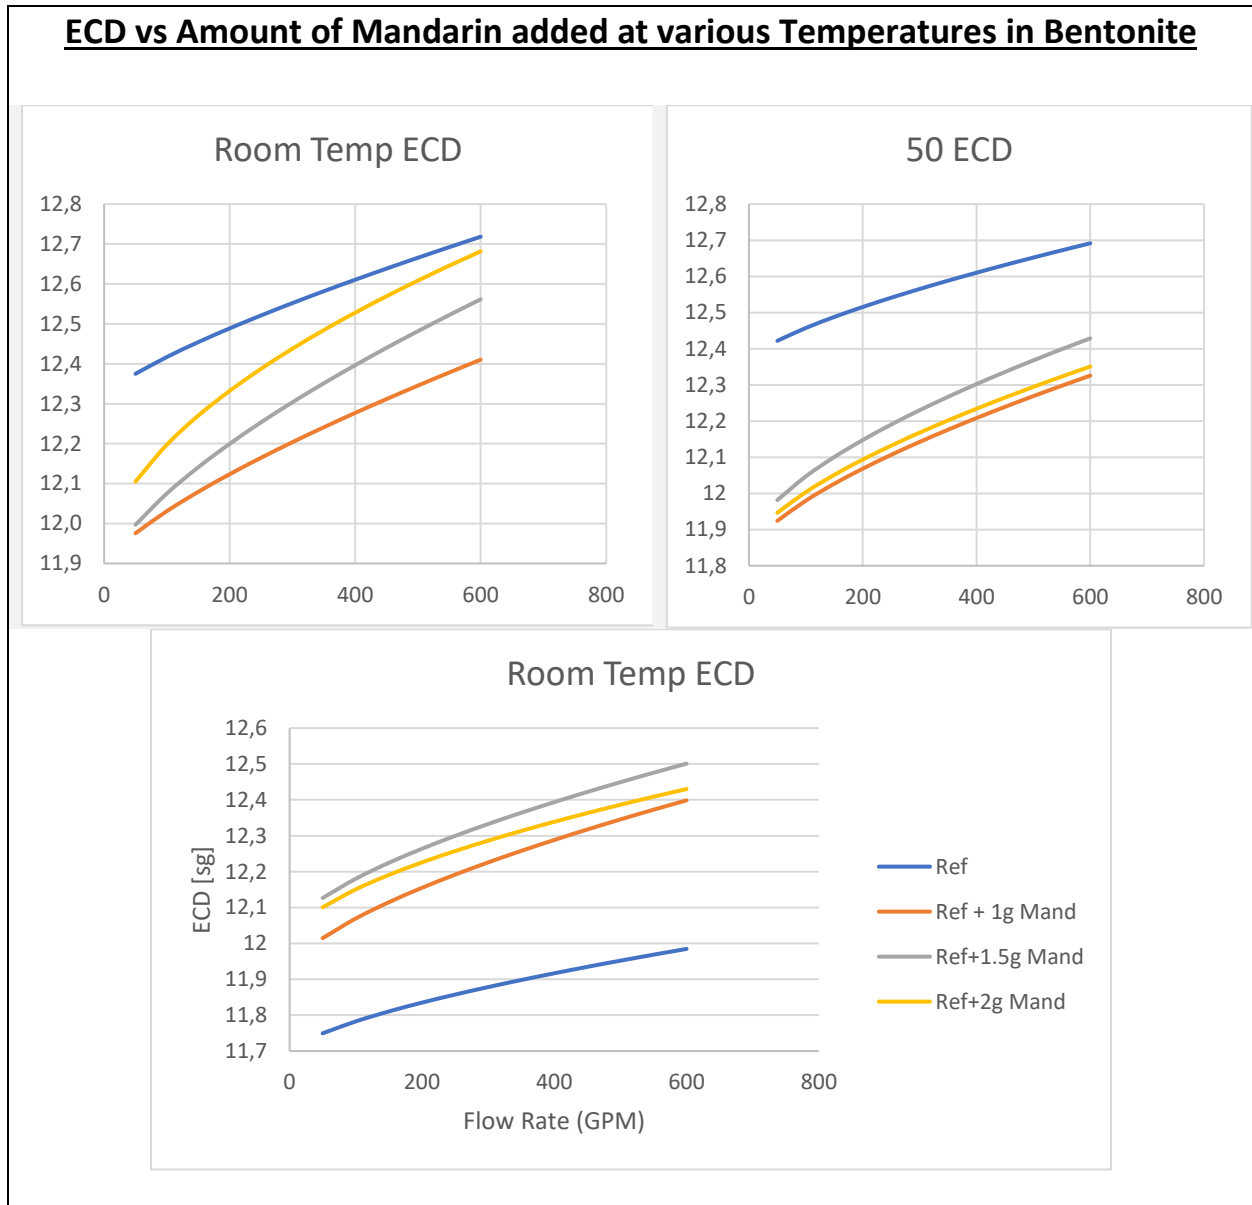 ECD vs Amount of Mandarin added at various Temperatures in Bentonite
Room Temp ECD
12,8
12,7
12,6
12,5
12,4
12,3
12,2
12,1
12,0
11,9
0 200 400 600 800
50 ECD
12,8
12,7
12,6
12,5
12,4
12,3
12,2
12,1
12
11,9
11,8
0 200 400 600 800
Room Temp ECD
ECD [sg]
12,6
12,5
12,4
12,3
12,2
12,1
12
11,9
11,8
11,7
0 200 400 600 800
Flow Rate (GPM)
Ref
Ref + 1g Mand
Ref+1.5g Mand
Ref+2g Mand